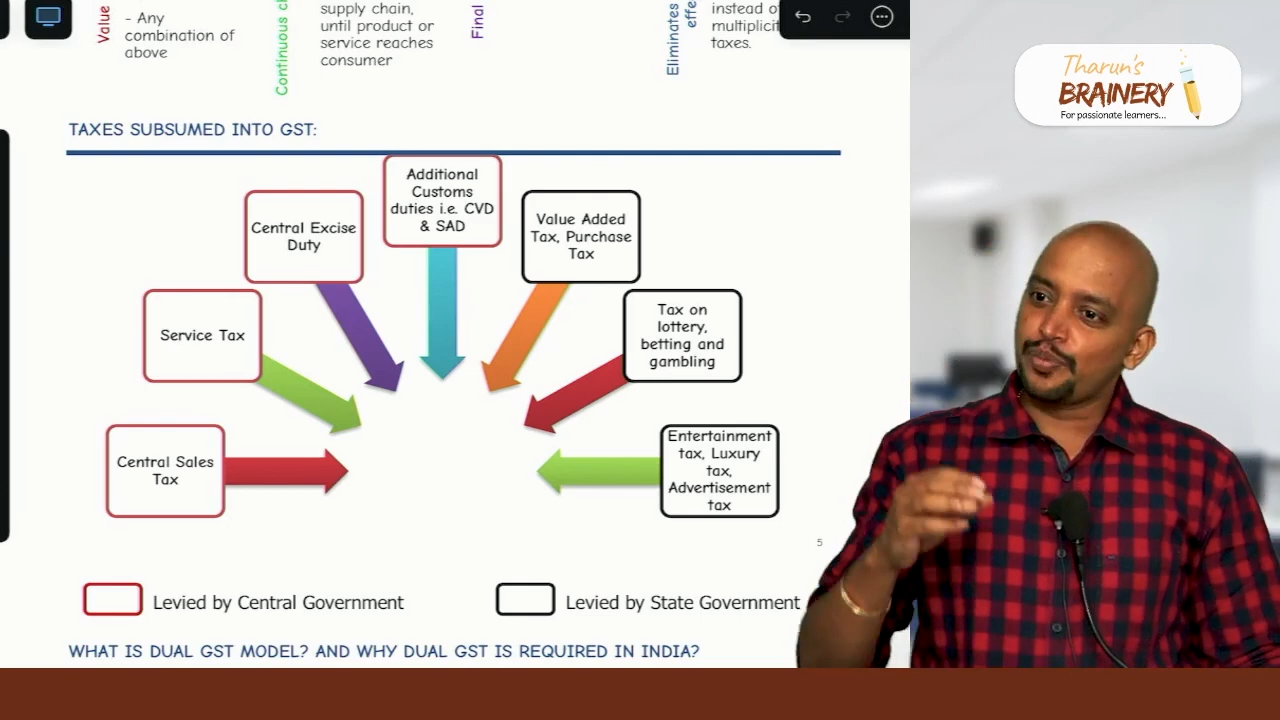 Value
- Any
combination of
above
Continuous
supply chain,
until product or
service reaches
consumer
Final
Eliminates
effe
instead of
multiplicit
taxes.
Tharun's
BRAINERY
For passionate learners...
TAXES SUBSUMED INTO GST:
Additional
Customs
duties i.e. CVD
& SAD
Central Excise
Duty
Value Added
Tax, Purchase
Tax
Service Tax
Tax on
lottery,
betting and
gambling
Central Sales
Tax
Entertainment
tax, Luxury
tax,
Advertisement
tax
5
Levied by Central Government
Levied by State Government
WHAT IS DUAL GST MODEL? AND WHY DUAL GST IS REQUIRED IN INDIA?